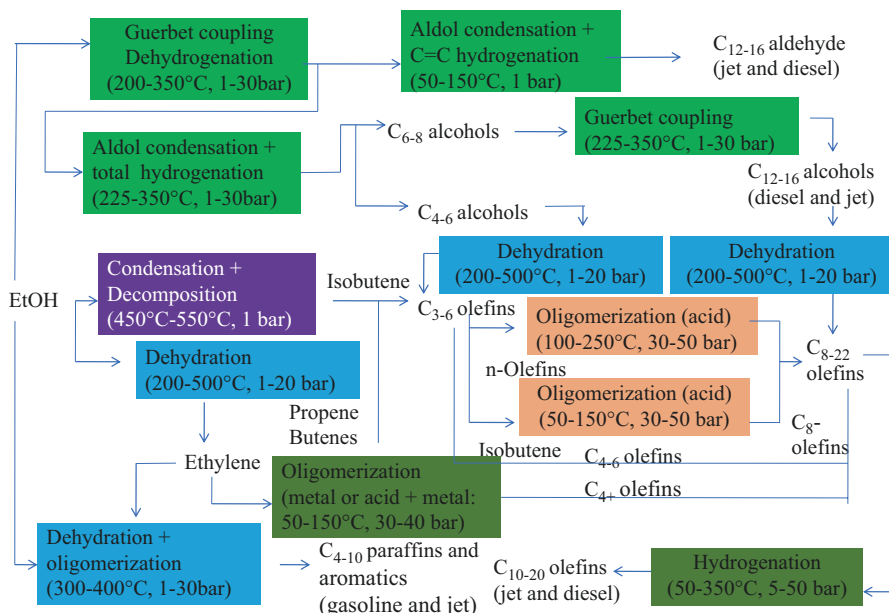 Guerbet coupling
Dehydrogenation
(200-350°C, 1-30bar)
Aldol condensation +
C=C hydrogenation
(50-150°C, 1 bar)
C12-16 aldehyde
(jet and diesel)
Aldol condensation +
total hydrogenation
(225-350°C, 1-30bar)
C6-8 alcohols
Guerbet coupling
(225-350°C, 1-30 bar)
C12-16 alcohols
(diesel and jet)
C4-6 alcohols
EtOH
Condensation +
Decomposition
(450°C-550°C, 1 bar)
Isobutene
Dehydration
(200-500°C, 1-20 bar)
Dehydration
(200-500°C, 1-20 bar)
C3-6 olefins
Oligomerization (acid)
(100-250°C, 30-50 bar)
n-Olefins
Oligomerization (acid)
(50-150°C, 30-50 bar)
C8-22
olefins
Dehydration
(200-500°C, 1-20 bar)
Propene
Butenes
C8-
olefins
Isobutene
C4-6 olefins
C4+ olefins
Ethylene
Oligomerization
(metal or acid + metal:
50-150°C, 30-40 bar)
Dehydration +
oligomerization
(300-400°C, 1-30bar)
C4-10 paraffins and
aromatics
(gasoline and jet)
C10-20 olefins
(jet and diesel)
Hydrogenation
(50-350°C, 5-50 bar)